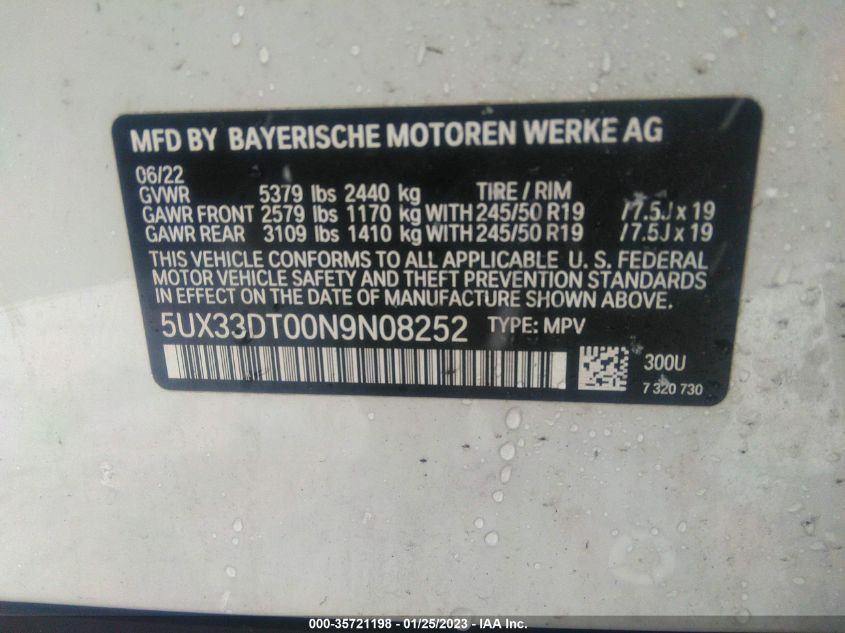 MFD BY BAYERISCHE MOTOREN WERKE AG
06/22
GVWR 5379 lbs 2440 kg TIRE / RIM
GAWR FRONT 2579 lbs 1170 kg WITH 245/50 R19 /7.5J x 19
GAWR REAR 3109 lbs 1410 kg WITH 245/50 R19 /7.5J x 19
THIS VEHICLE CONFORMS TO ALL APPLICABLE U. S. FEDERAL
MOTOR VEHICLE SAFETY AND THEFT PREVENTION STANDARDS
IN EFFECT ON THE DATE OF MANUFACTURE SHOWN ABOVE.
5UX33DT00N9N08252 TYPE: MPV
300U
7 320 730
000-35721198 - 01/25/2023 - © IAA Inc.